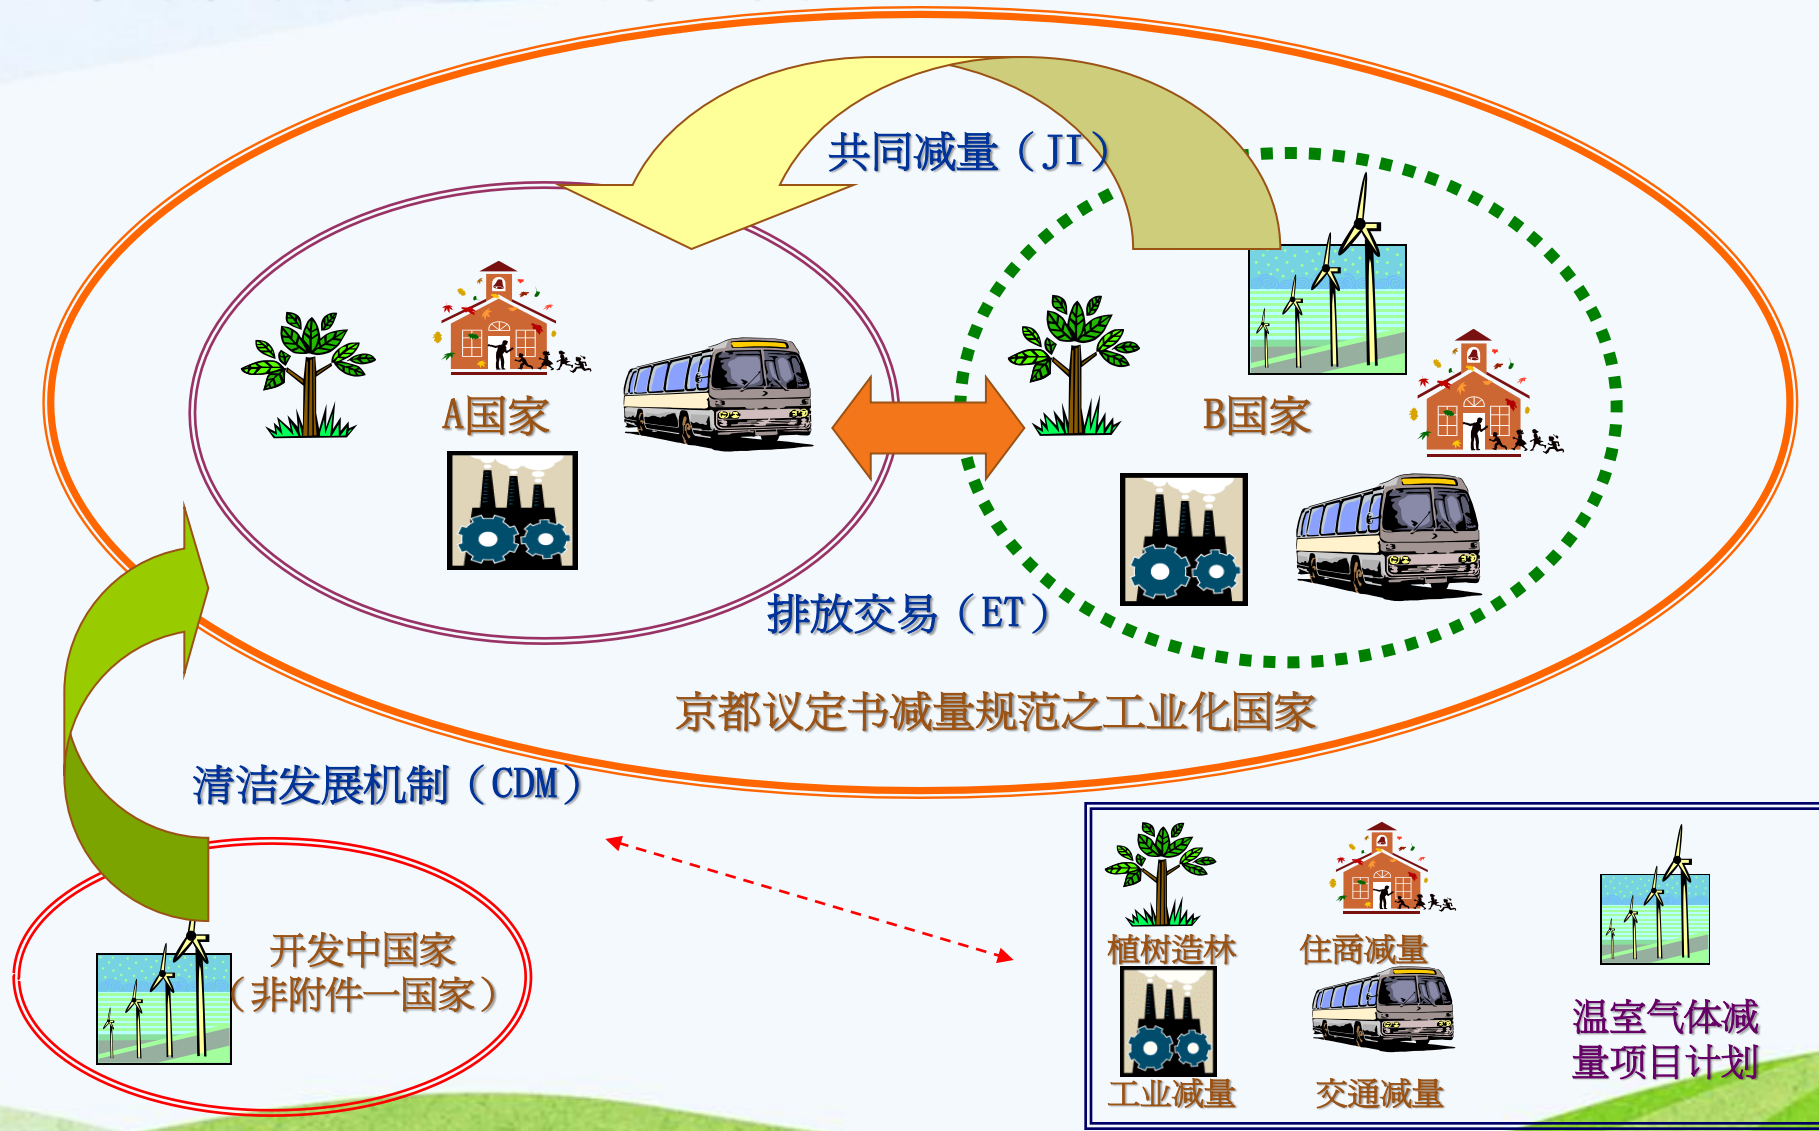 共同减量（JI）
A国家
B国家
排放交易（ET）
京都议定书减量规范之工业化国家
清洁发展机制（CDM）
开发中国家
（非附件一国家）
植树造林
住商减量
工业减量
交通减量
温室气体减
量项目计划